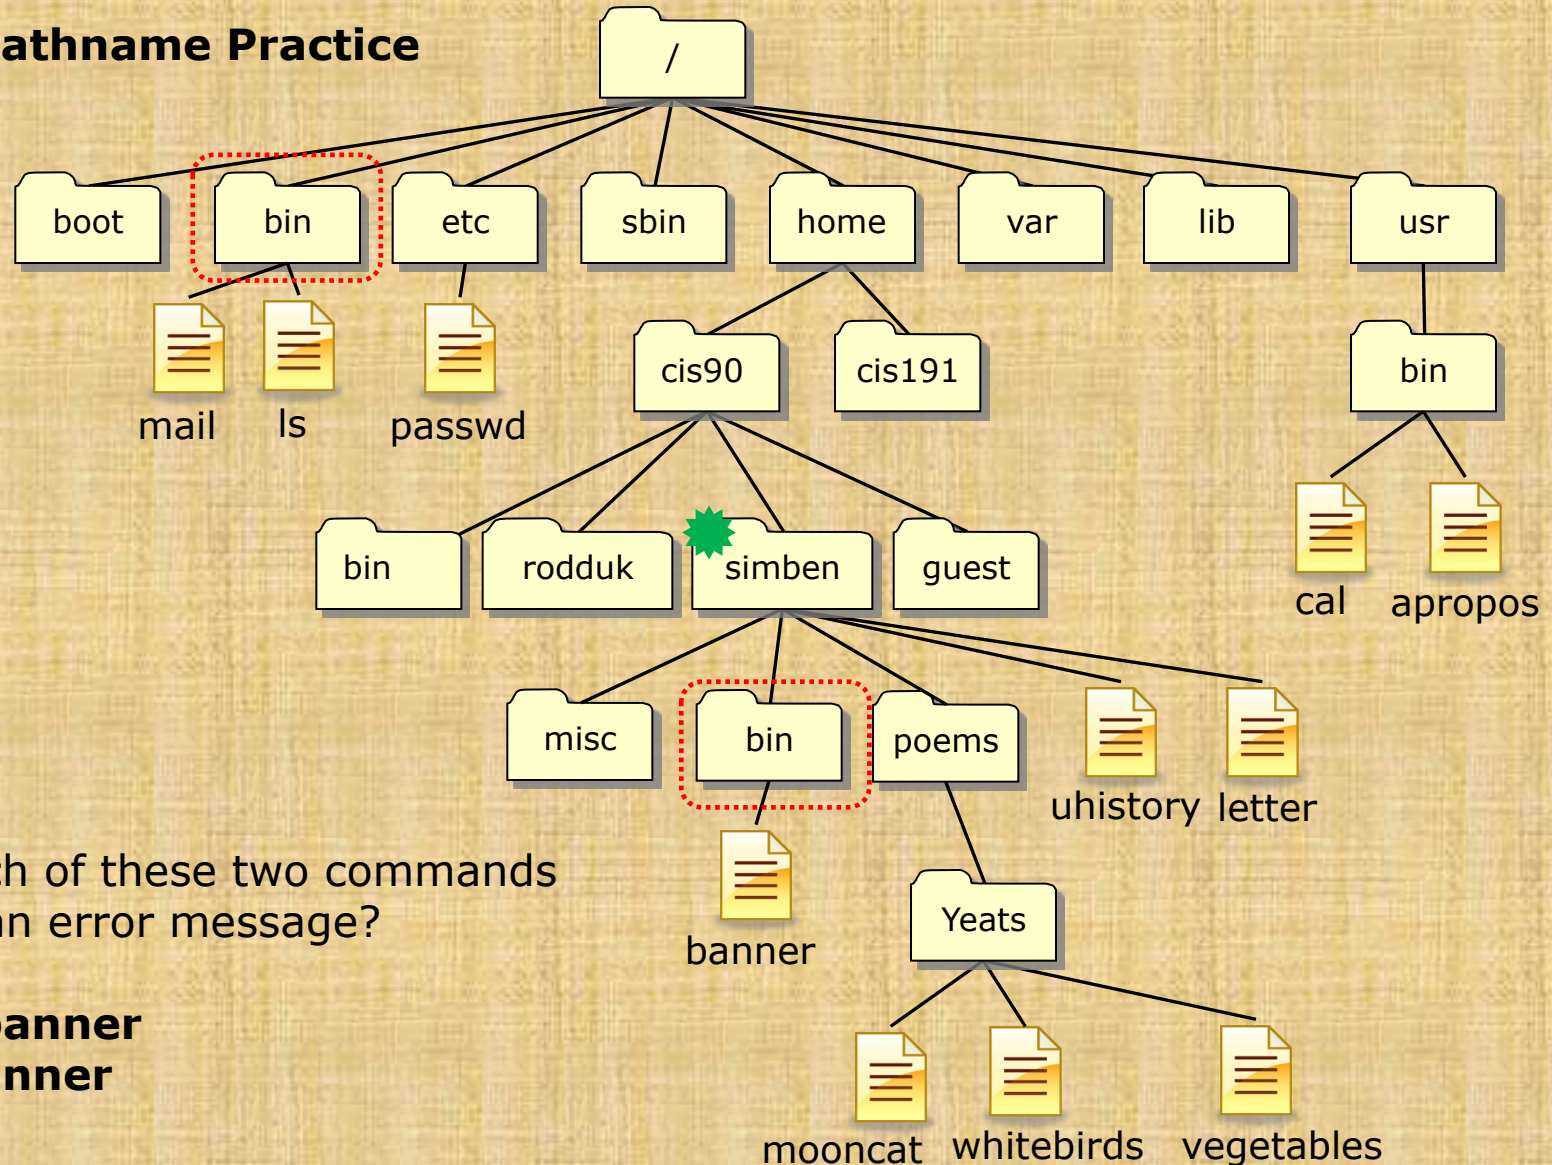 athname Practice
/
boot bin etc sbin home var lib usr
mail ls passwd
cis90 cis191 bin
bin rodduk simben guest
cal apropos
misc bin poems
uhistory letter
banner
Yeats
mooncat whitebirds vegetables
h of these two commands
an error message?
banner
nner